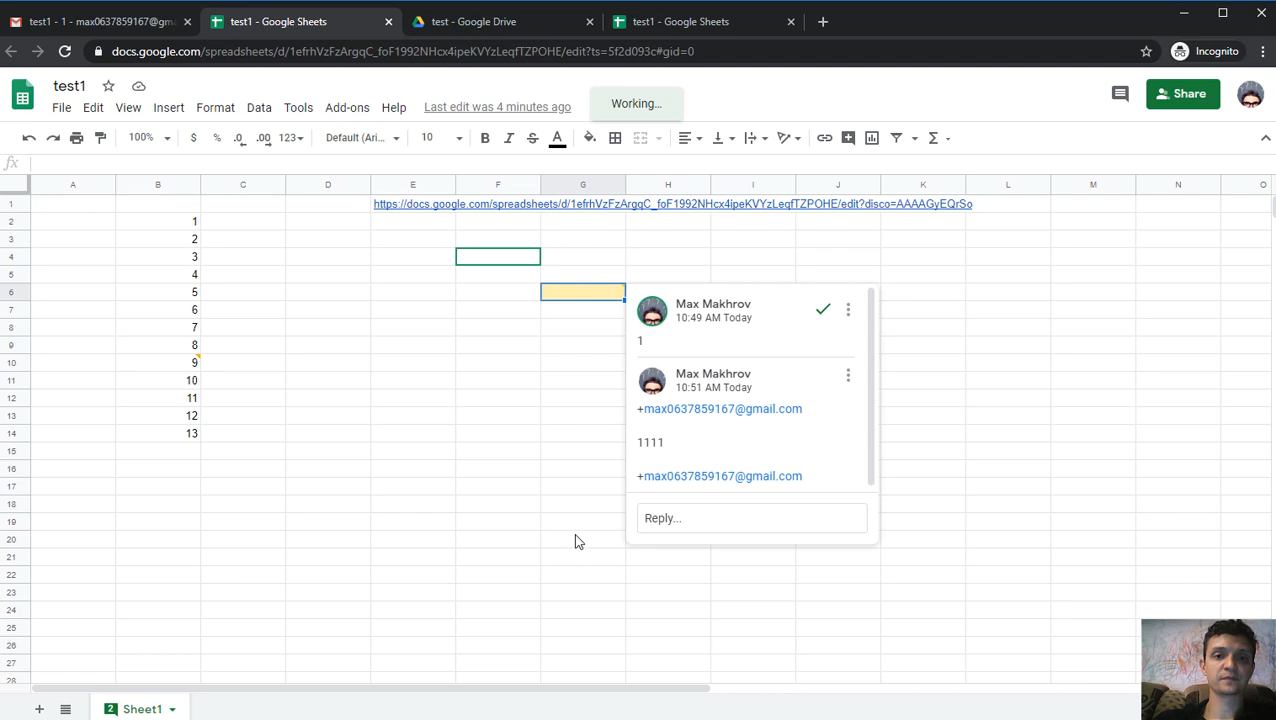 test1 - 1 - max0637859167@gmail
test1 - Google Sheets
test - Google Drive
test1 - Google Sheets
docs.google.com/spreadsheets/d/1efrhVzFzArgqC_foF1992NHcx4ipeKVYzLeqfTZPOHE/edit?ts=5f2d093c#gid=0
Incognito
test1
File Edit View Insert Format Data Tools Add-ons Help Last edit was 4 minutes ago
Working...
Share
100% $ % .0 .00 123 Default (Ari... 10 B I S A
fx
A B C D E F G H I J K L M N O
1 https://docs.google.com/spreadsheets/d/1efrhVzFzArgqC_foF1992NHcx4ipeKVYzLeqfTZPOHE/edit?disco=AAAAGyEQrSo
2 1
3 2
4 3
5 4
6 5
7 6
8 7
9 8
10 9
11 10
12 11
13 12
14 13
15
16
17
18
19
20
21
22
23
24
25
26
27
28
Max Makhrov
10:49 AM Today
1
Max Makhrov
10:51 AM Today
+max0637859167@gmail.com
1111
+max0637859167@gmail.com
Reply...
2 Sheet1